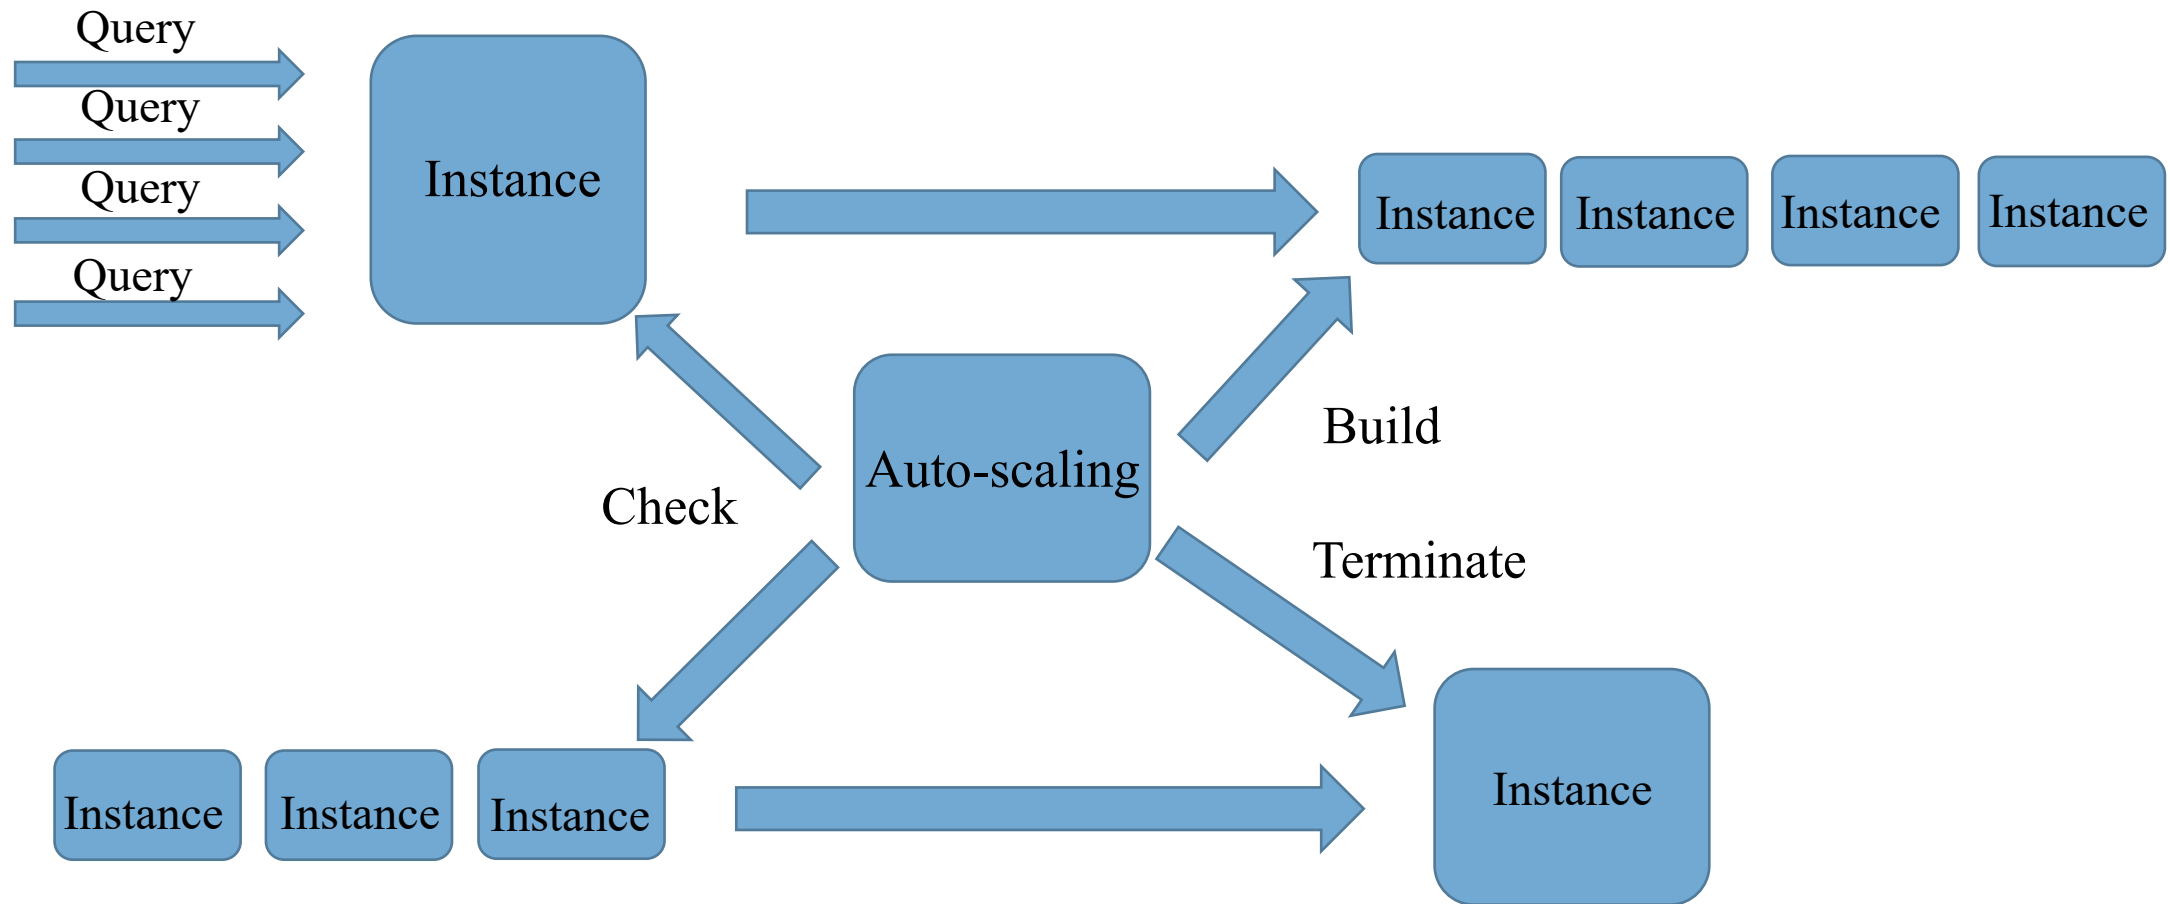 Query
Query
Query
Query
Instance
Instance
Instance
Instance
Instance
Auto-scaling
Build
Check
Terminate
Instance
Instance
Instance
Instance